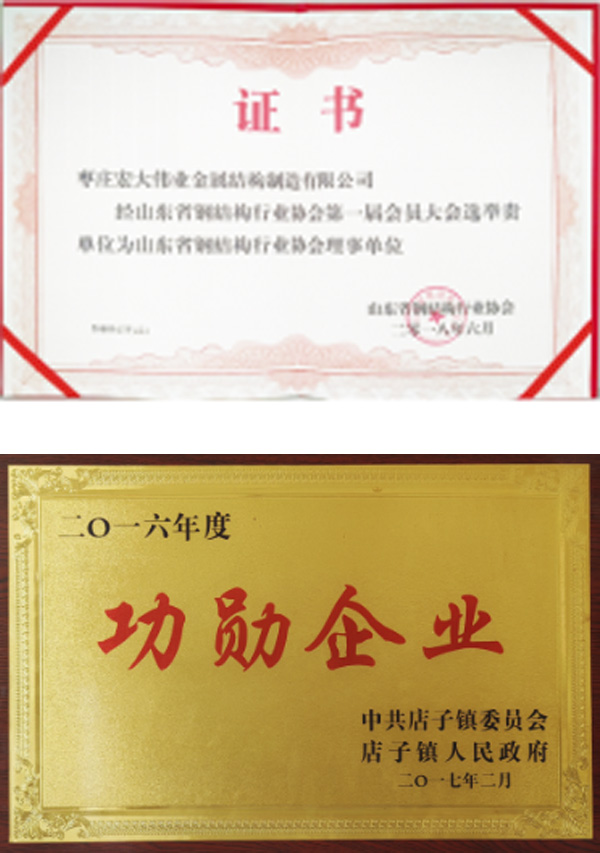 证书
枣庄宏大伟业金属结构制造有限公司
经山东省钢结构行业协会第一届会员大会选举贵
单位为山东省钢结构行业协会理事单位
山东省钢结构行业协会
二零一八年六月
二〇一六年度
功勋企业
中共店子镇委员会
店子镇人民政府
二〇一七年二月